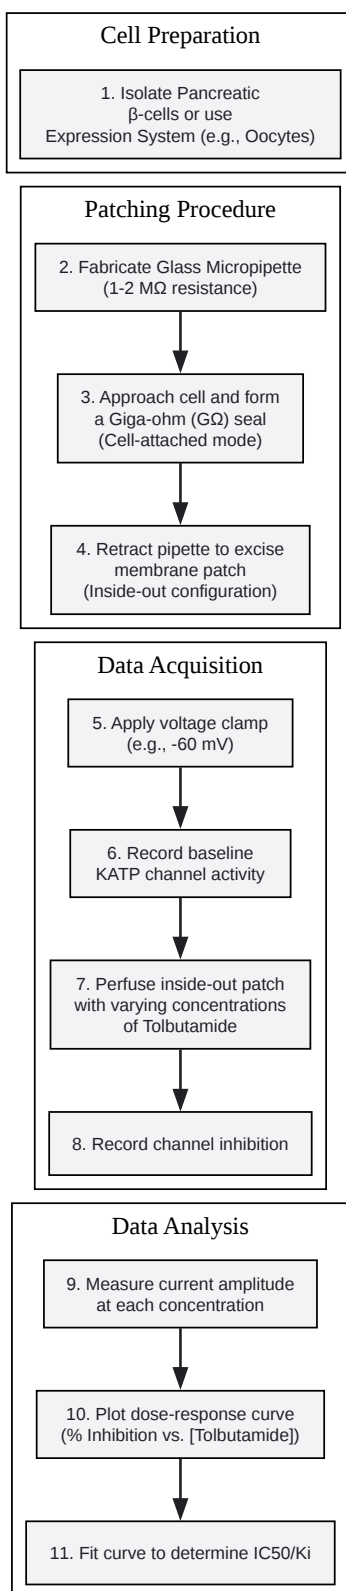 Cell Preparation
1. Isolate Pancreatic
β-cells or use
Expression System (e.g., Oocytes)
Patching Procedure
2. Fabricate Glass Micropipette
(1-2 MΩ resistance)
3. Approach cell and form
a Giga-ohm (GΩ) seal
(Cell-attached mode)
4. Retract pipette to excise
membrane patch
(Inside-out configuration)
Data Acquisition
5. Apply voltage clamp
(e.g., -60 mV)
6. Record baseline
KATP channel activity
7. Perfuse inside-out patch
with varying concentrations
of Tolbutamide
8. Record channel inhibition
Data Analysis
9. Measure current amplitude
at each concentration
10. Plot dose-response curve
(% Inhibition vs. [Tolbutamide])
11. Fit curve to determine IC50/Ki